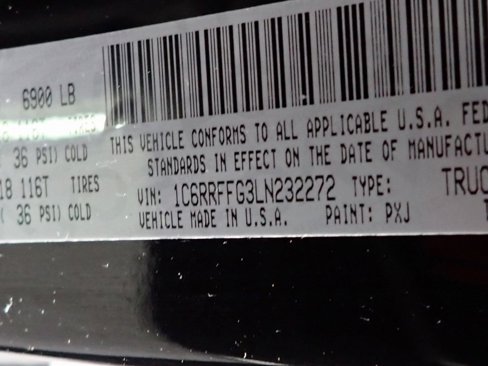 6900 LB
TIRES
36 PSI) COLD
18 116T TIRES
( 36 PSI) COLD
THIS VEHICLE CONFORMS TO ALL APPLICABLE U.S.A. FED
STANDARDS IN EFFECT ON THE DATE OF MANUFACTU
VIN: 1C6RRFFG3LN232272 TYPE: TRUC
VEHICLE MADE IN U.S.A. PAINT: PXJ